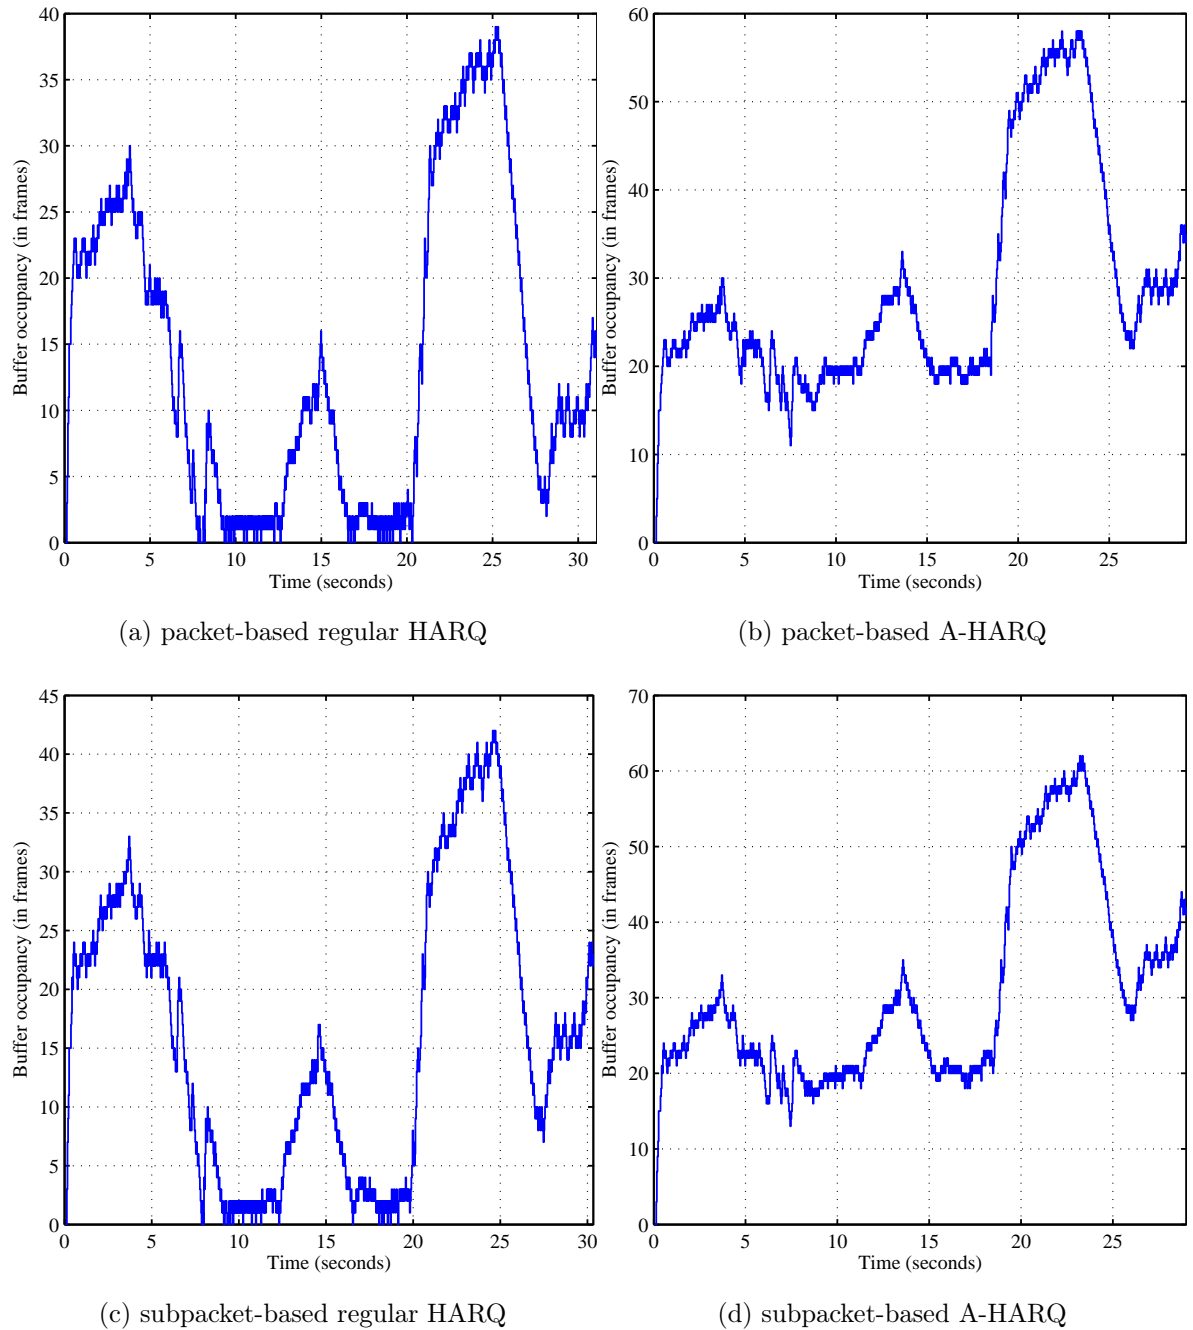 40
35
30
25
20
15
10
5
0
Buffer occupancy (in frames)
0 5 10 15 20 25 30
Time (seconds)
(a) packet-based regular HARQ
60
50
40
30
20
10
0
Buffer occupancy (in frames)
0 5 10 15 20 25
Time (seconds)
(b) packet-based A-HARQ
45
40
35
30
25
20
15
10
5
0
Buffer occupancy (in frames)
0 5 10 15 20 25 30
Time (seconds)
(c) subpacket-based regular HARQ
70
60
50
40
30
20
10
0
Buffer occupancy (in frames)
0 5 10 15 20 25
Time (seconds)
(d) subpacket-based A-HARQ